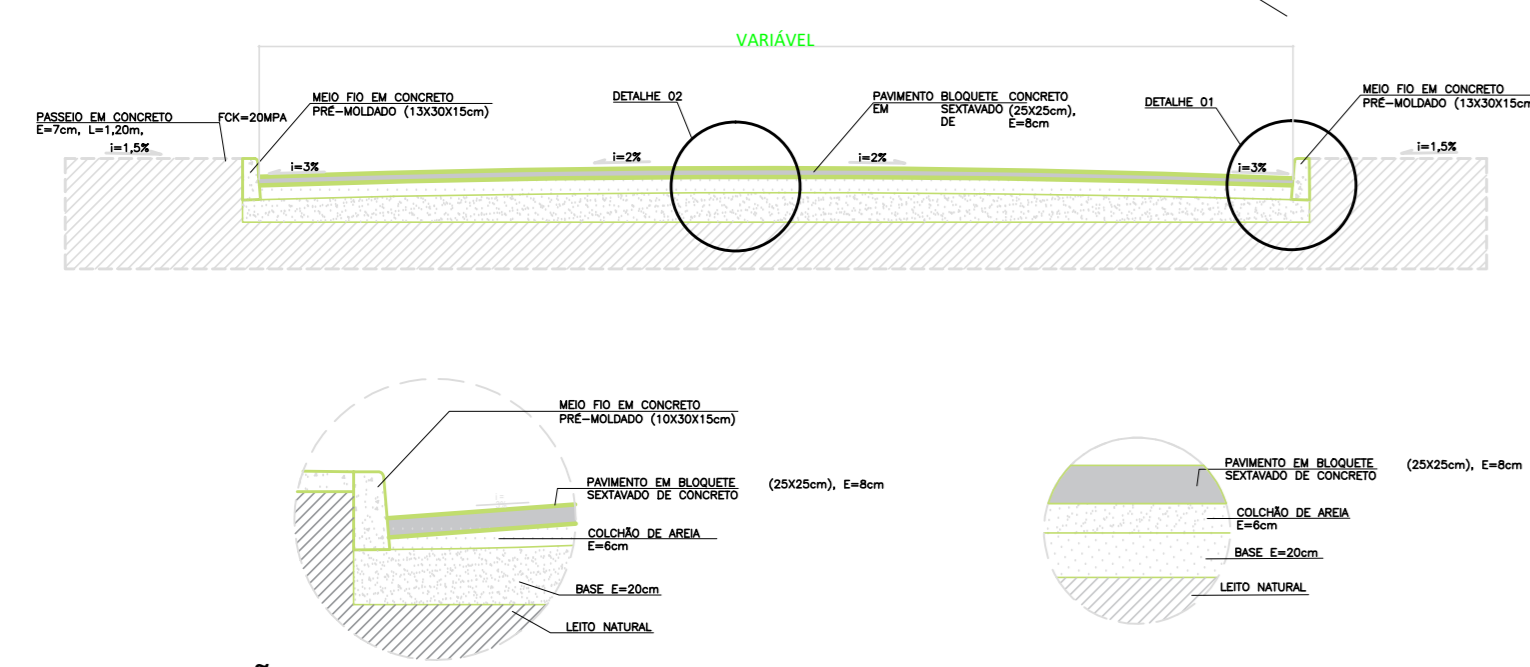 VARIÁVEL
PASSEIO EM CONCRETO FCK=20MPA
E=7cm, L=1,20m,
i=1,5%
MEIO FIO EM CONCRETO
PRÉ-MOLDADO (13X30X15cm)
i=3%
DETALHE 02
i=2%
PAVIMENTO BLOQUETE CONCRETO
EM SEXTAVADO (25X25cm),
DE E=8cm
i=2%
DETALHE 01
i=3%
MEIO FIO EM CONCRETO
PRÉ-MOLDADO (13X30X15cm
i=1,5%
MEIO FIO EM CONCRETO
PRÉ-MOLDADO (10X30X15cm)
PAVIMENTO EM BLOQUETE (25X25cm), E=8cm
SEXTAVADO DE CONCRETO
COLCHÃO DE AREIA
E=6cm
BASE E=20cm
LEITO NATURAL
PAVIMENTO EM BLOQUETE (25X25cm), E=8cm
SEXTAVADO DE CONCRETO
COLCHÃO DE AREIA
E=6cm
BASE E=20cm
LEITO NATURAL